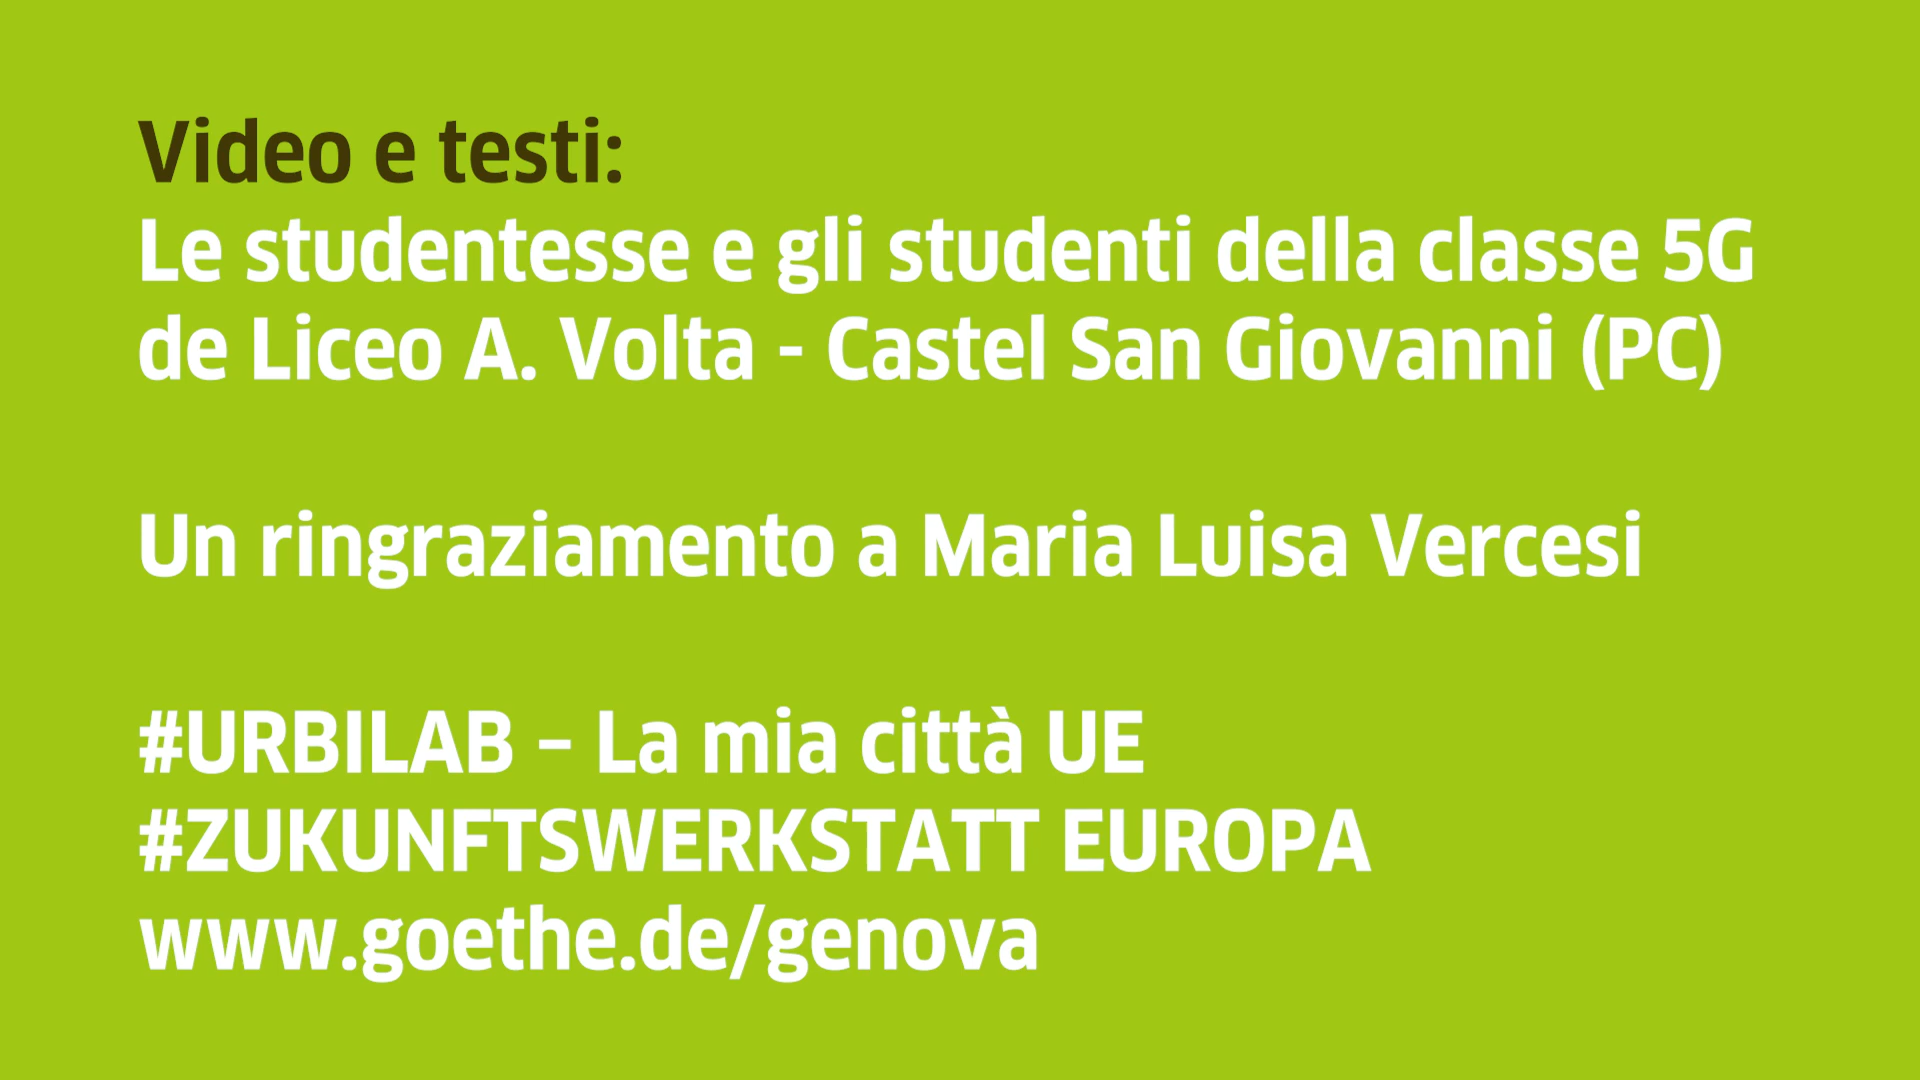 Video e testi:
Le studentesse e gli studenti della classe 5G
de Liceo A. Volta - Castel San Giovanni (PC)
Un ringraziamento a Maria Luisa Vercesi
#URBILAB – La mia città UE
#ZUKUNFTSWERKSTATT EUROPA
www.goethe.de/genova